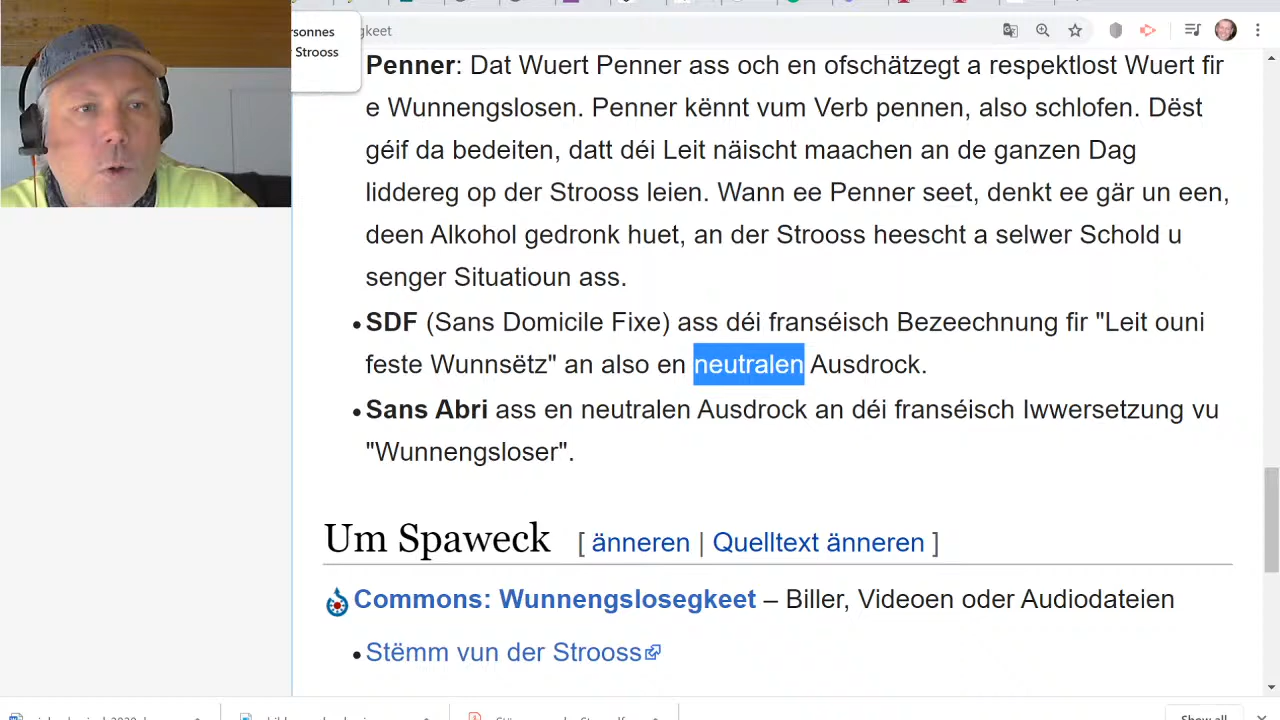 ersonnes
Strooss
gkeet
Penner: Dat Wuert Penner ass och en ofschätzegt a respektlost Wuert fir
e Wunnengslosen. Penner kënnt vum Verb pennen, also schlofen. Dëst
géif da bedeiten, datt déi Leit näischt maachen an de ganzen Dag
liddereg op der Strooss leien. Wann ee Penner seet, denkt ee gär un een,
deen Alkohol gedronk huet, an der Strooss heescht a selwer Schold u
senger Situatioun ass.
• SDF (Sans Domicile Fixe) ass déi franséisch Bezeechnung fir "Leit ouni
feste Wunnsëtz" an also en neutralen Ausdrock.
• Sans Abri ass en neutralen Ausdrock an déi franséisch Iwwersetzung vu
"Wunnengsloser".
Um Spaweck [ änneren | Quelltext änneren ]
Commons: Wunnengslosegkeet – Biller, Videoen oder Audiodateien
• Stëmm vun der Strooss
Show all